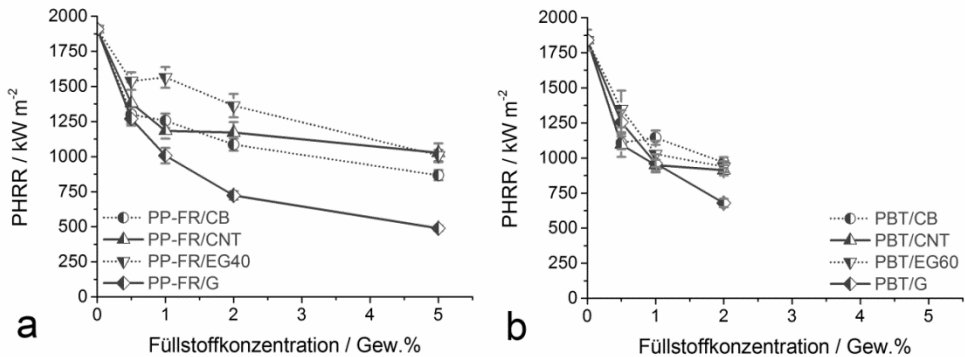 2000
1750
1500
1250
1000
750
500
250
0
PHRR / kW m⁻²
PP-FR/CB
PP-FR/CNT
PP-FR/EG40
PP-FR/G
0 1 2 3 4 5
Füllstoffkonzentration / Gew.%
a
2000
1750
1500
1250
1000
750
500
250
0
PHRR / kW m⁻²
PBT/CB
PBT/CNT
PBT/EG60
PBT/G
0 1 2 3 4 5
Füllstoffkonzentration / Gew.%
b